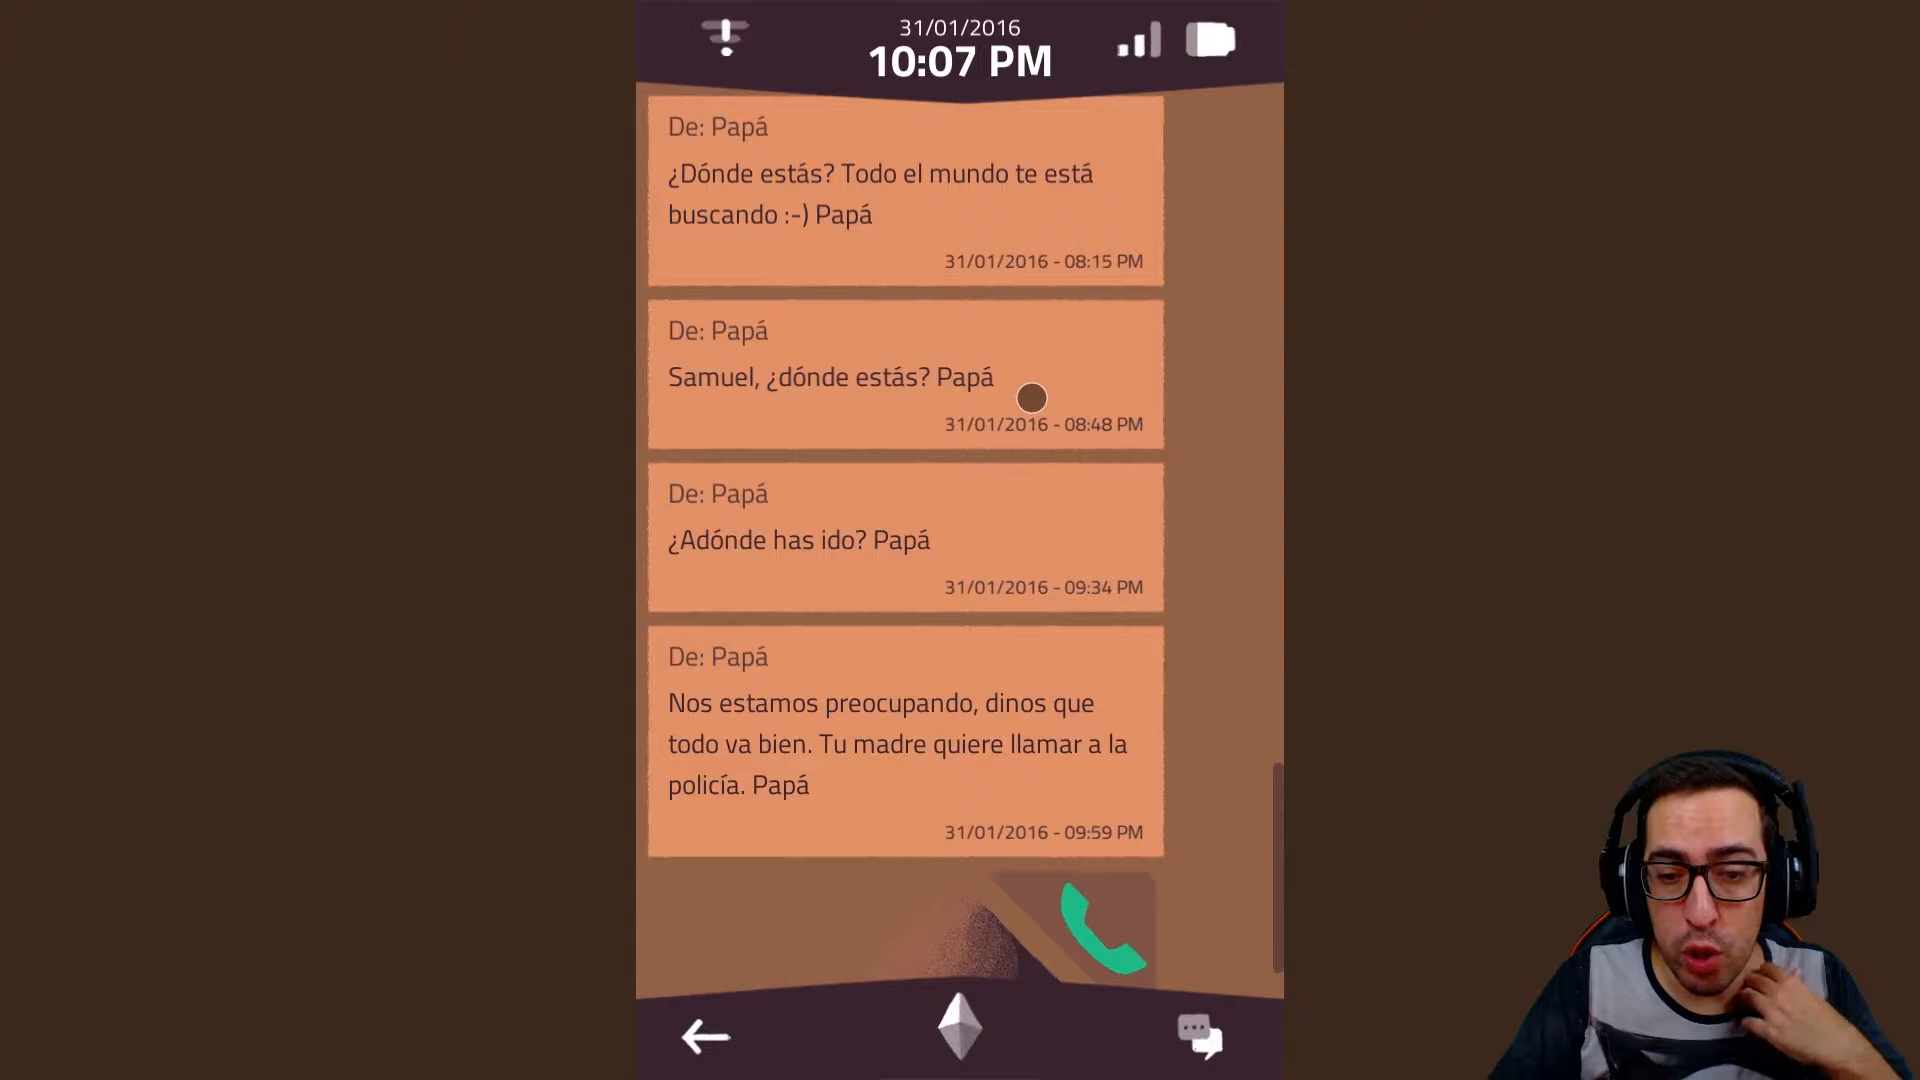 31/01/2016
10:07 PM
De: Papá
¿Dónde estás? Todo el mundo te está
buscando :-) Papá
31/01/2016 - 08:15 PM
De: Papá
Samuel, ¿dónde estás? Papá
31/01/2016 - 08:48 PM
De: Papá
¿Adónde has ido? Papá
31/01/2016 - 09:34 PM
De: Papá
Nos estamos preocupando, dinos que
todo va bien. Tu madre quiere llamar a la
policía. Papá
31/01/2016 - 09:59 PM